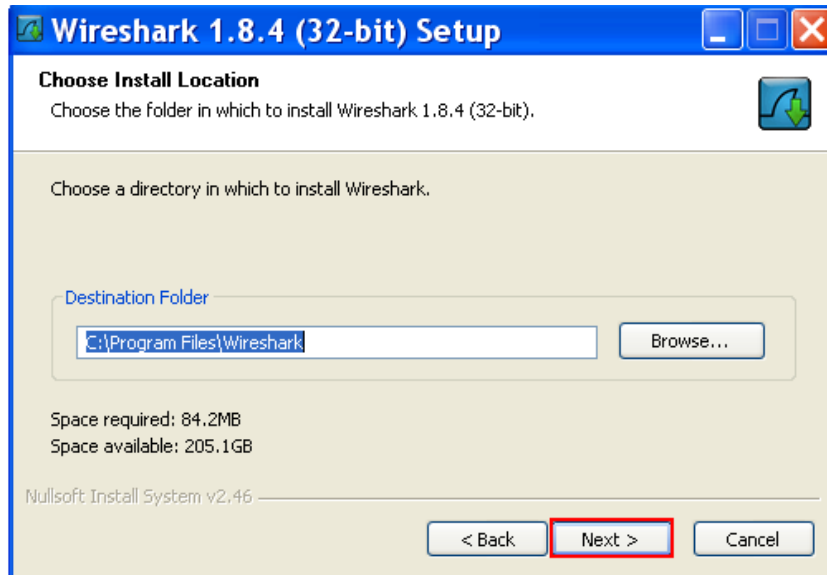 Wireshark 1.8.4 (32-bit) Setup
Choose Install Location
Choose the folder in which to install Wireshark 1.8.4 (32-bit).
Choose a directory in which to install Wireshark.
Destination Folder
C:\Program Files\Wireshark
Browse...
Space required: 84.2MB
Space available: 205.1GB
Nullsoft Install System v2.46
< Back Next > Cancel